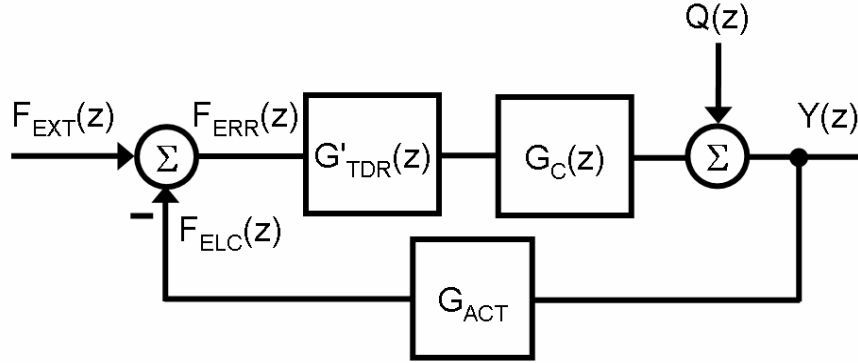 Q(z)
F_EXT(z)
F_ERR(z)
Y(z)
Σ
G'_TDR(z)
G_C(z)
Σ
−
F_ELC(z)
G_ACT